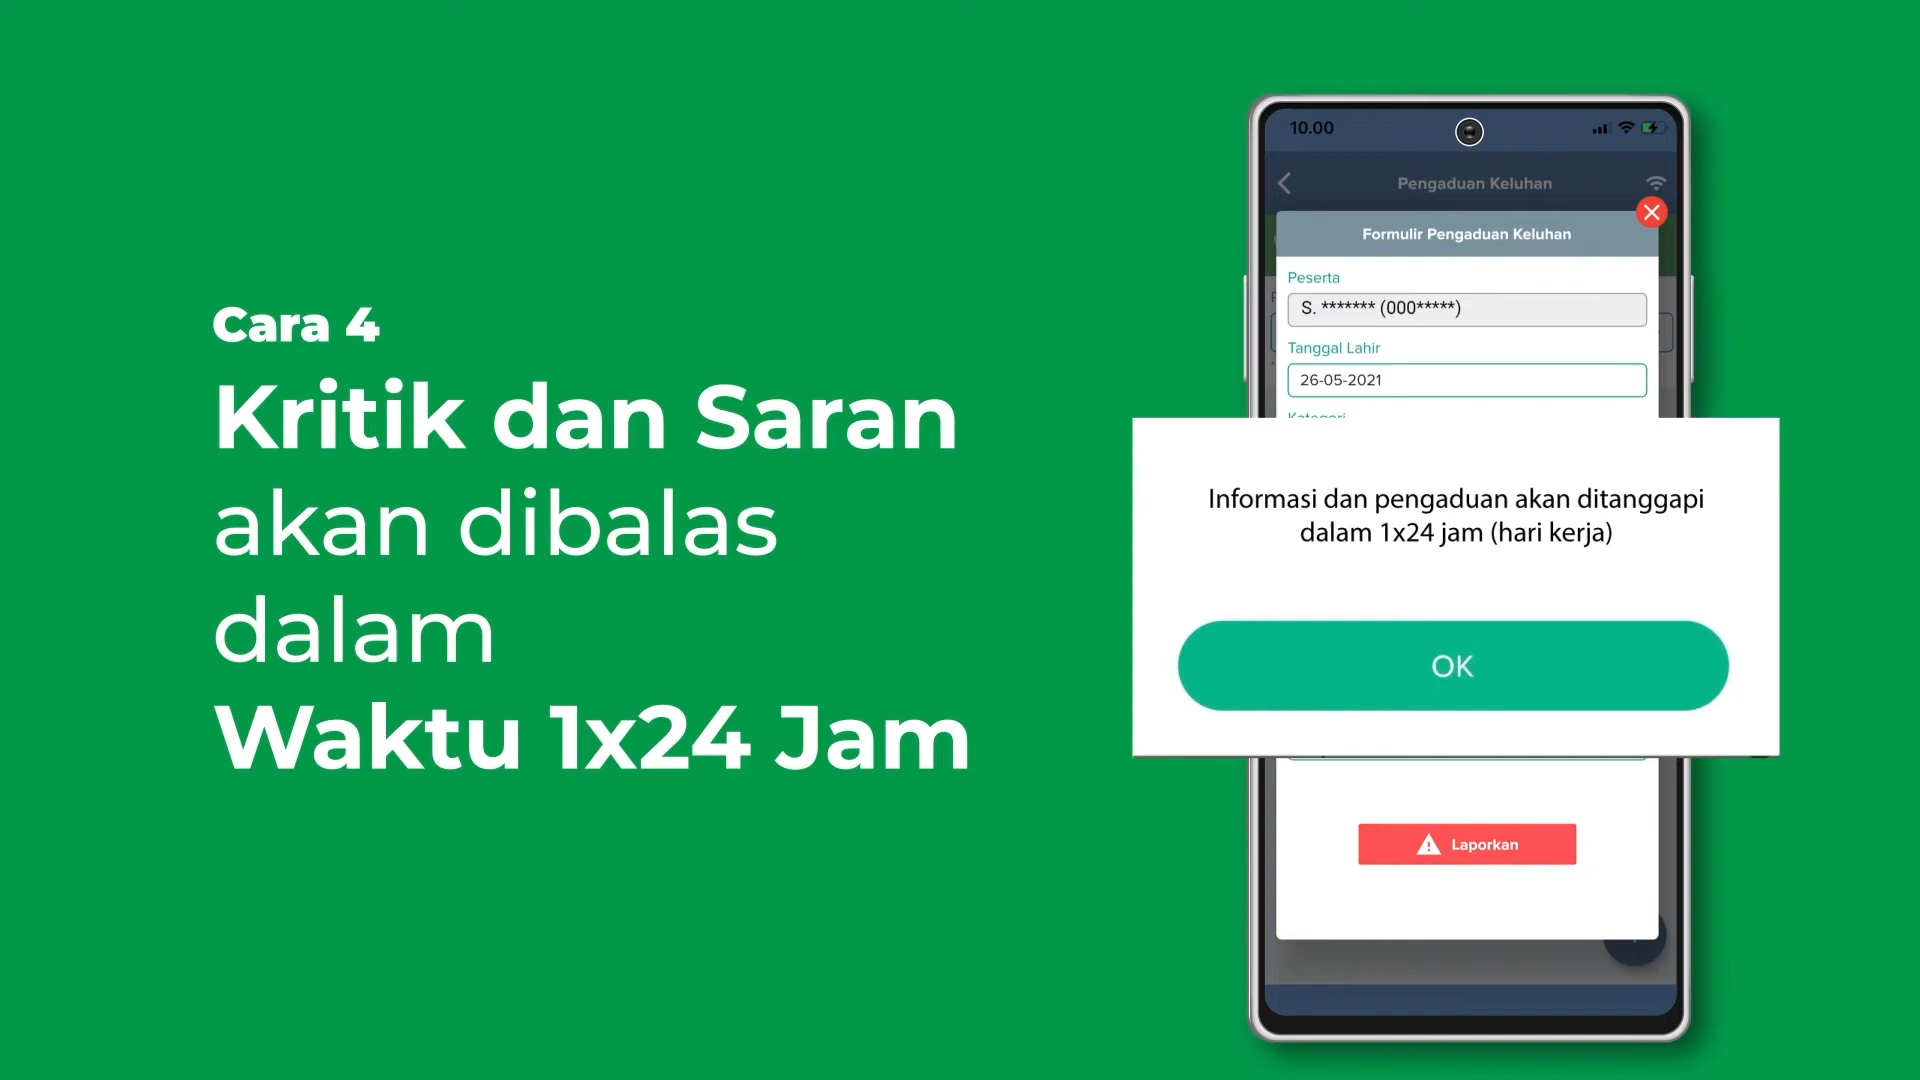 Cara 4
Kritik dan Saran
akan dibalas
dalam
Waktu 1x24 Jam
10.00
Pengaduan Keluhan
Formulir Pengaduan Keluhan
Peserta
S. ******* (000*****)
Tanggal Lahir
26-05-2021
Kategori
Informasi dan pengaduan akan ditanggapi
dalam 1x24 jam (hari kerja)
OK
Laporkan